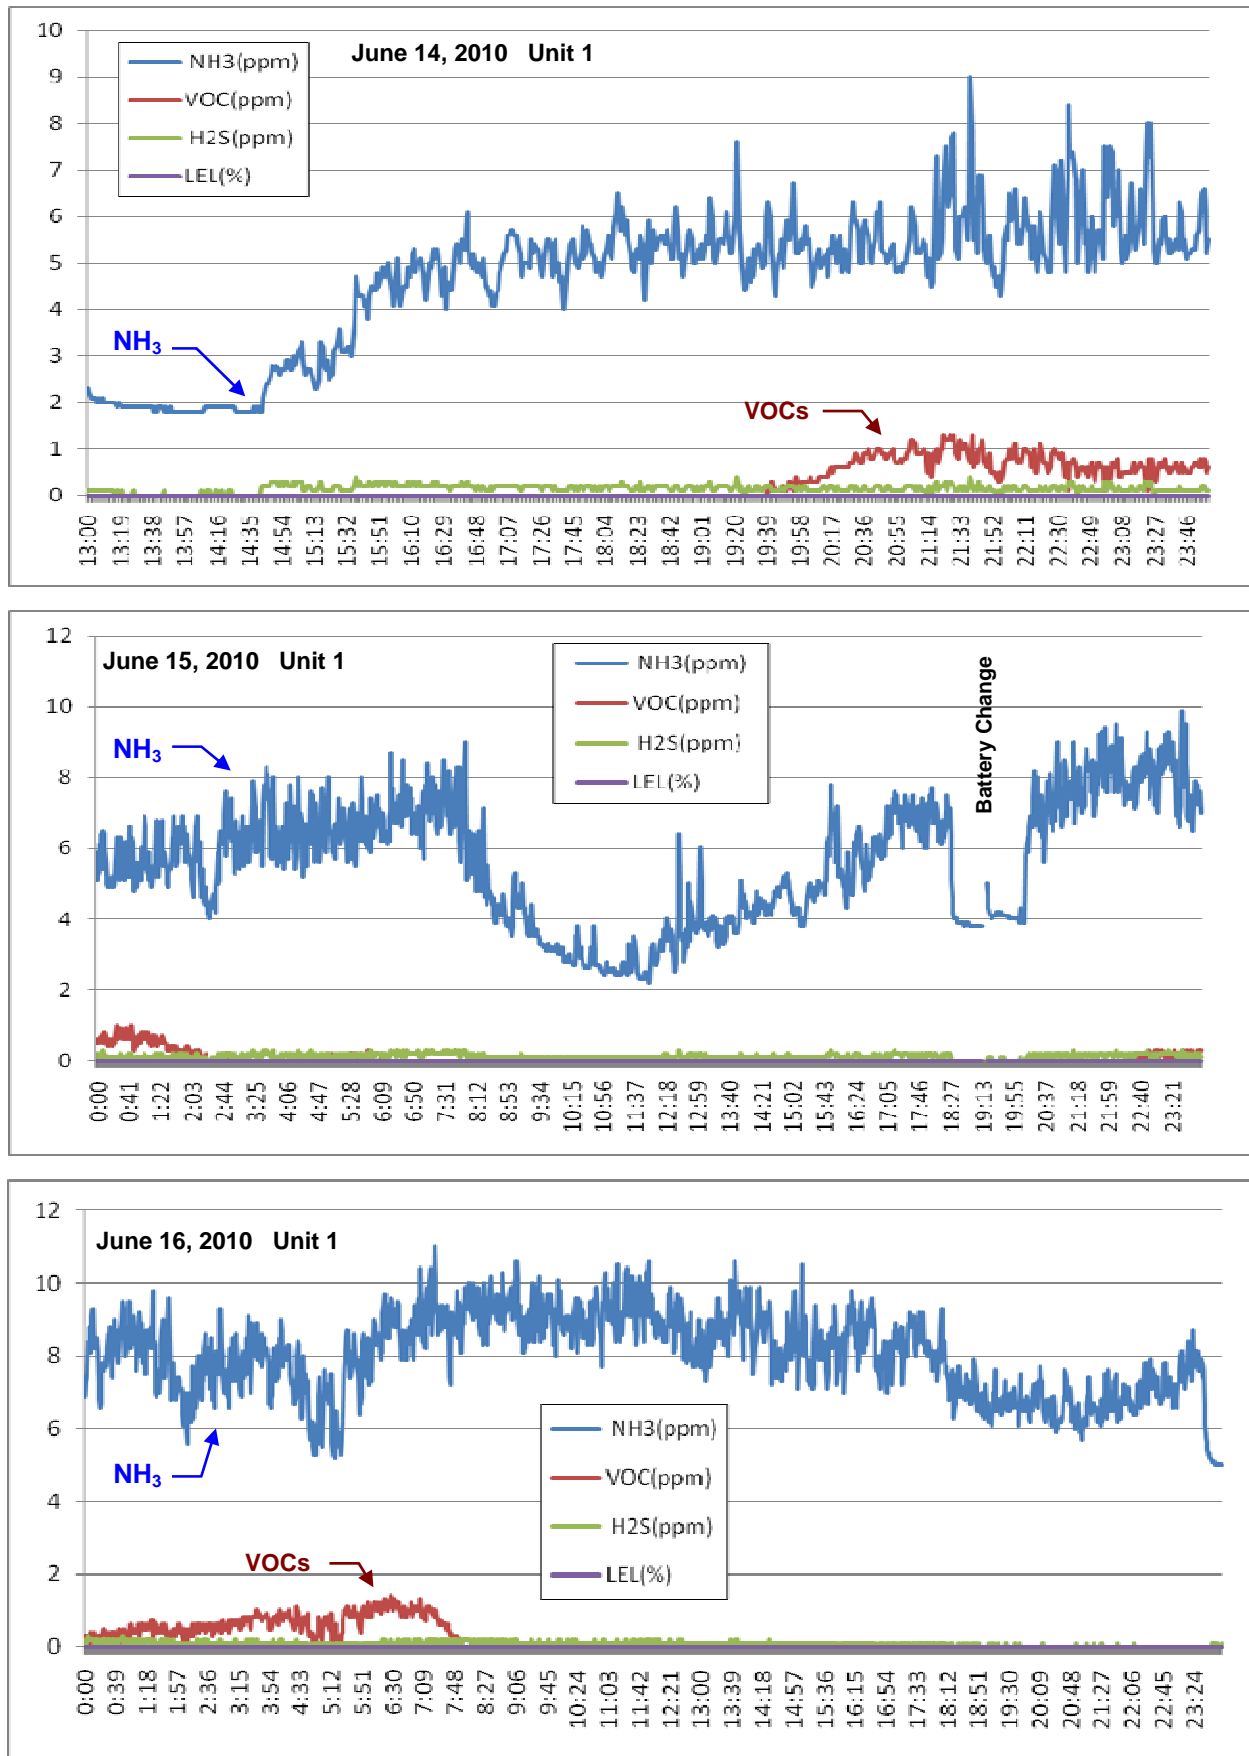 June 14, 2010 Unit 1
NH3(ppm)
VOC(ppm)
H2S(ppm)
LEL(%)
10
9
8
7
6
5
4
3
2
1
0
NH₃
VOCs
13:00 13:19 13:38 13:57 14:16 14:35 14:54 15:13 15:32 15:51 16:10 16:29 16:48 17:07 17:26 17:45 18:04 18:23 18:42 19:01 19:20 19:39 19:58 20:17 20:36 20:55 21:14 21:33 21:52 22:11 22:30 22:49 23:08 23:27 23:46
June 15, 2010 Unit 1
NH3(ppm)
VOC(ppm)
H2S(ppm)
LEL(%)
Battery Change
12
10
8
6
4
2
0
NH₃
0:00 0:41 1:22 2:03 2:44 3:25 4:06 4:47 5:28 6:09 6:50 7:31 8:12 8:53 9:34 10:15 10:56 11:37 12:18 12:59 13:40 14:21 15:02 15:43 16:24 17:05 17:46 18:27 19:13 19:55 20:37 21:18 21:59 22:40 23:21
June 16, 2010 Unit 1
12
10
8
6
4
2
0
NH₃
VOCs
NH3(ppm)
VOC(ppm)
H2S(ppm)
LEL(%)
0:00 0:39 1:18 1:57 2:36 3:15 3:54 4:33 5:12 5:51 6:30 7:09 7:48 8:27 9:06 9:45 10:24 11:03 11:42 12:21 13:00 13:39 14:18 14:57 15:36 16:15 16:54 17:33 18:12 18:51 19:30 20:09 20:48 21:27 22:06 22:45 23:24